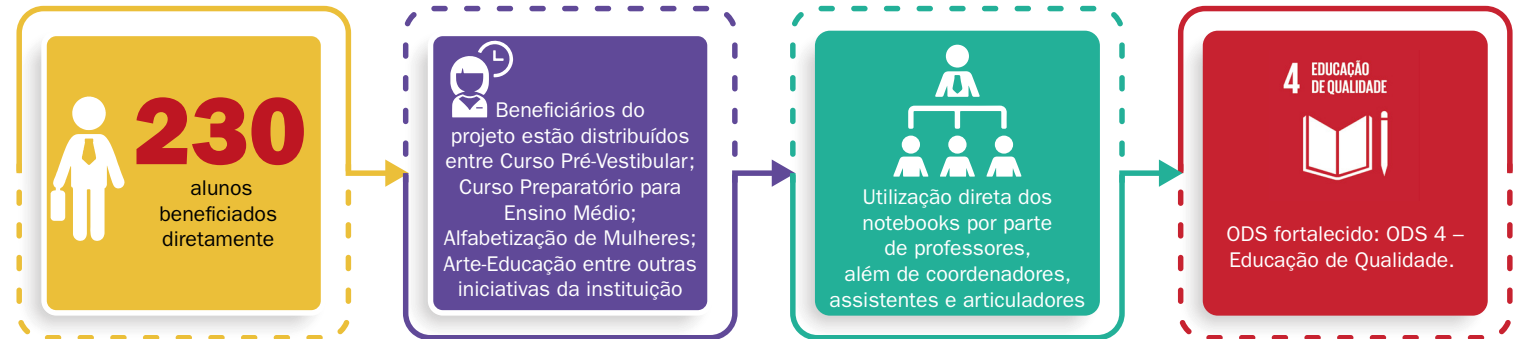 230
alunos
beneficiados
diretamente
Beneficiários do
projeto estão distribuídos
entre Curso Pré-Vestibular;
Curso Preparatório para
Ensino Médio;
Alfabetização de Mulheres;
Arte-Educação entre outras
iniciativas da instituição
Utilização direta dos
notebooks por parte
de professores,
além de coordenadores,
assistentes e articuladores
4 EDUCAÇÃO
DE QUALIDADE
ODS fortalecido: ODS 4 –
Educação de Qualidade.